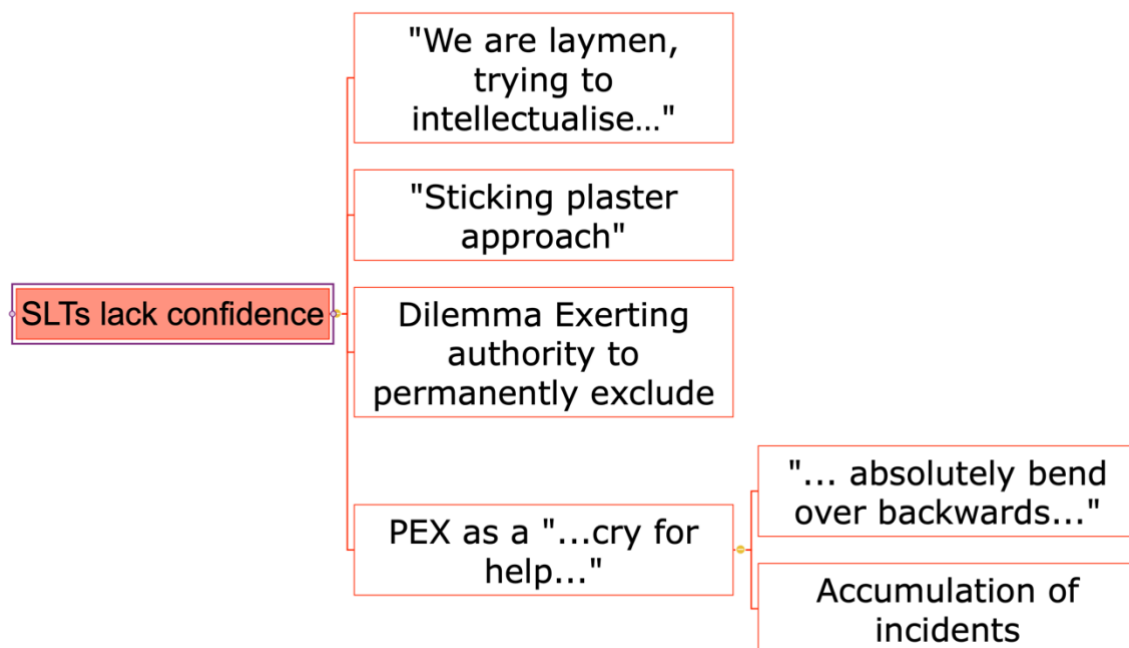 "We are laymen,
trying to
intellectualise…"
"Sticking plaster
approach"
SLTs lack confidence
Dilemma Exerting
authority to
permanently exclude
PEX as a "...cry for
help..."
"... absolutely bend
over backwards..."
Accumulation of
incidents